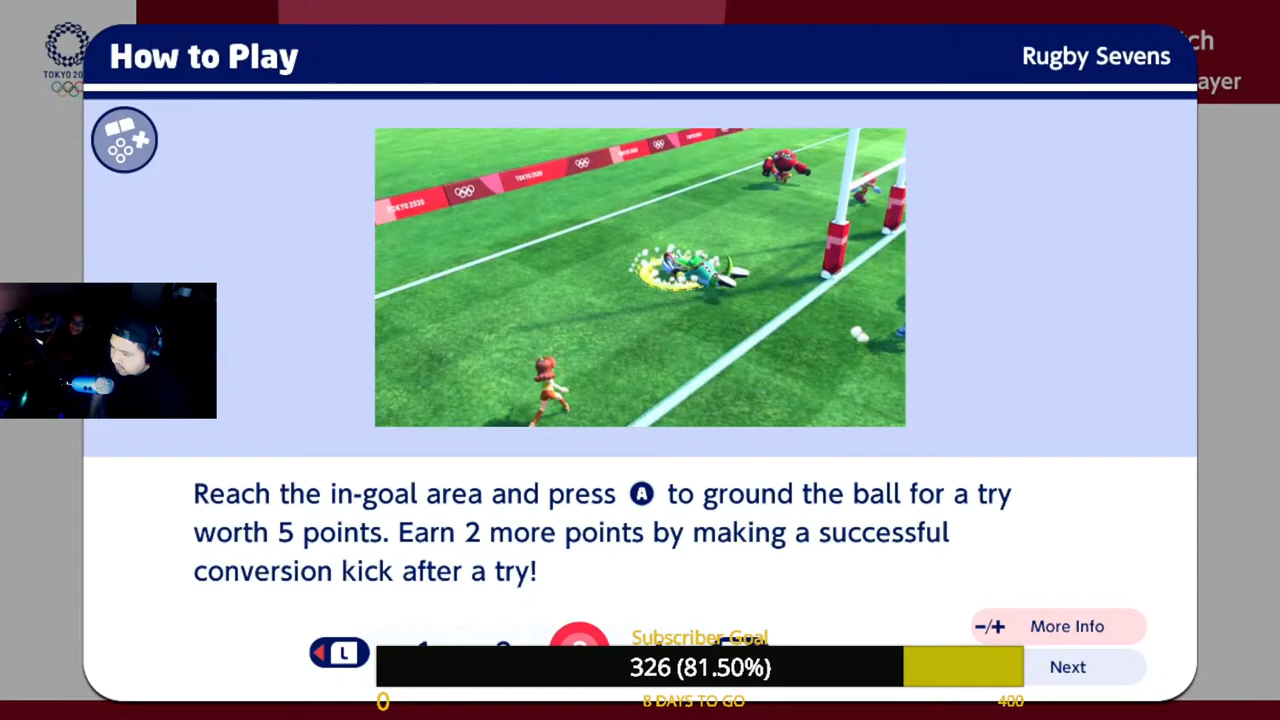 How to Play
Rugby Sevens
TOKYO 20
TOKYO 2020
TOKYO 2020
TOKYO 2020
TOKYO 2020
Reach the in-goal area and press A to ground the ball for a try
worth 5 points. Earn 2 more points by making a successful
conversion kick after a try!
L
-/+ More Info
Next
Subscriber Goal
326 (81.50%)
0
8 DAYS TO GO
400